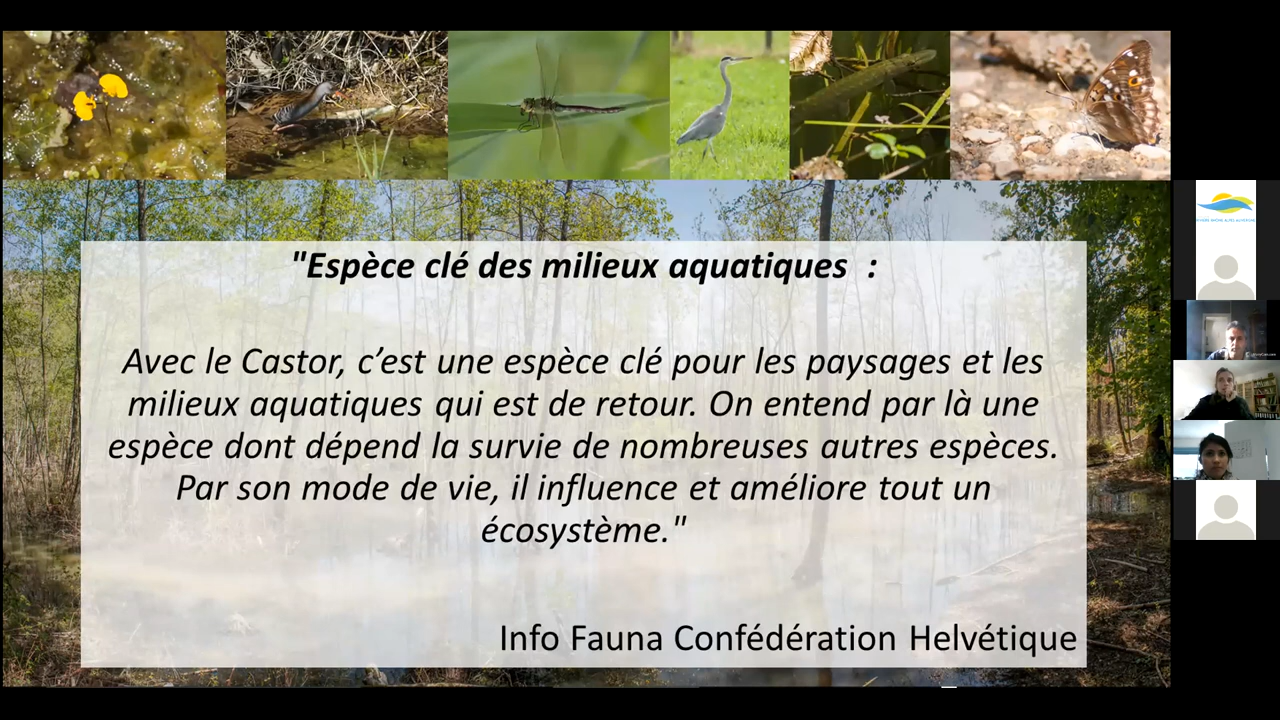 "Espèce clé des milieux aquatiques  :
Avec le Castor, c’est une espèce clé pour les paysages et les
milieux aquatiques qui est de retour. On entend par là une
espèce dont dépend la survie de nombreuses autres espèces.
Par son mode de vie, il influence et améliore tout un
écosystème."
Info Fauna Confédération Helvétique